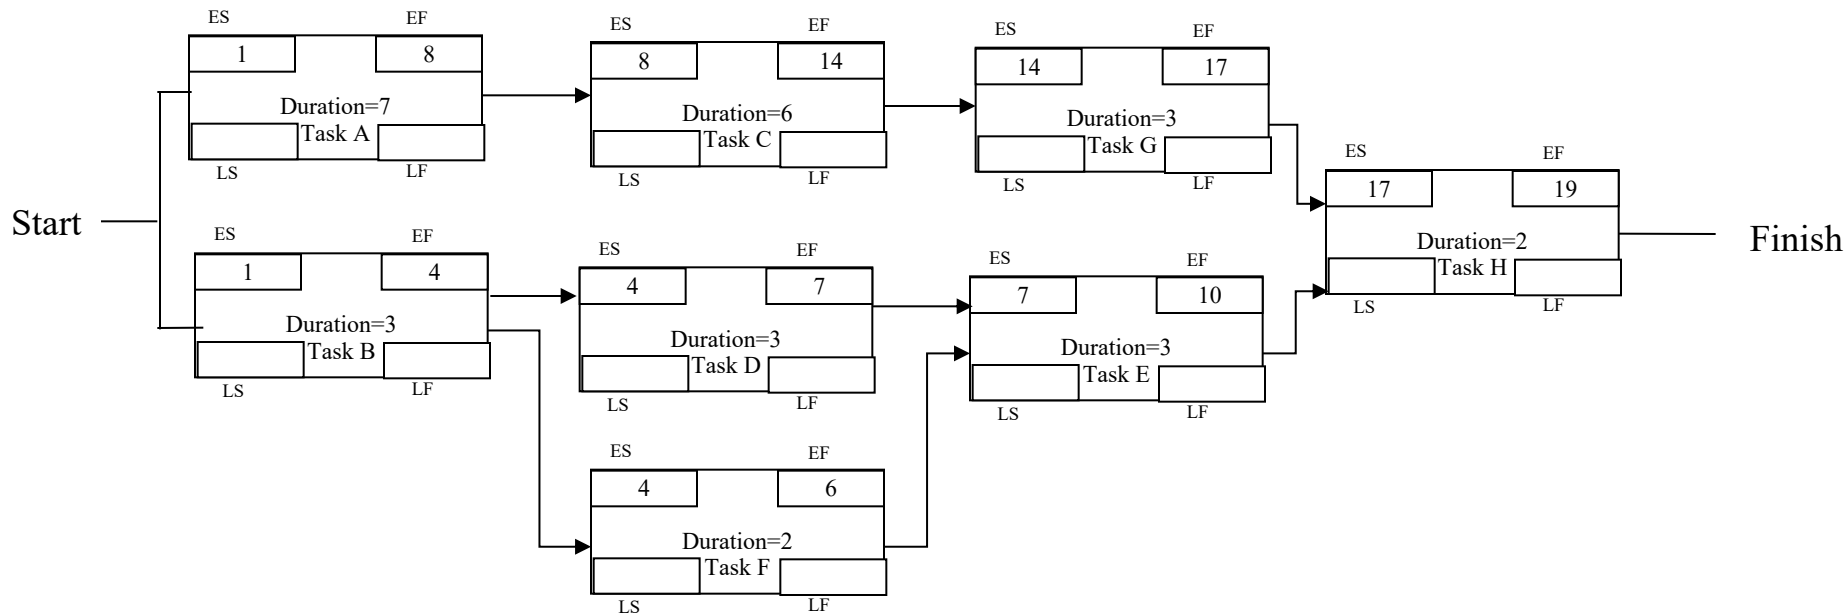 ES EF
1 8
Duration=7
Task A
LS LF
ES EF
8 14
Duration=6
Task C
LS LF
ES EF
14 17
Duration=3
Task G
LS LF
ES EF
17 19
Duration=2
Task H
LS LF
Start
Finish
ES EF
1 4
Duration=3
Task B
LS LF
ES EF
4 7
Duration=3
Task D
LS LF
ES EF
7 10
Duration=3
Task E
LS LF
ES EF
4 6
Duration=2
Task F
LS LF